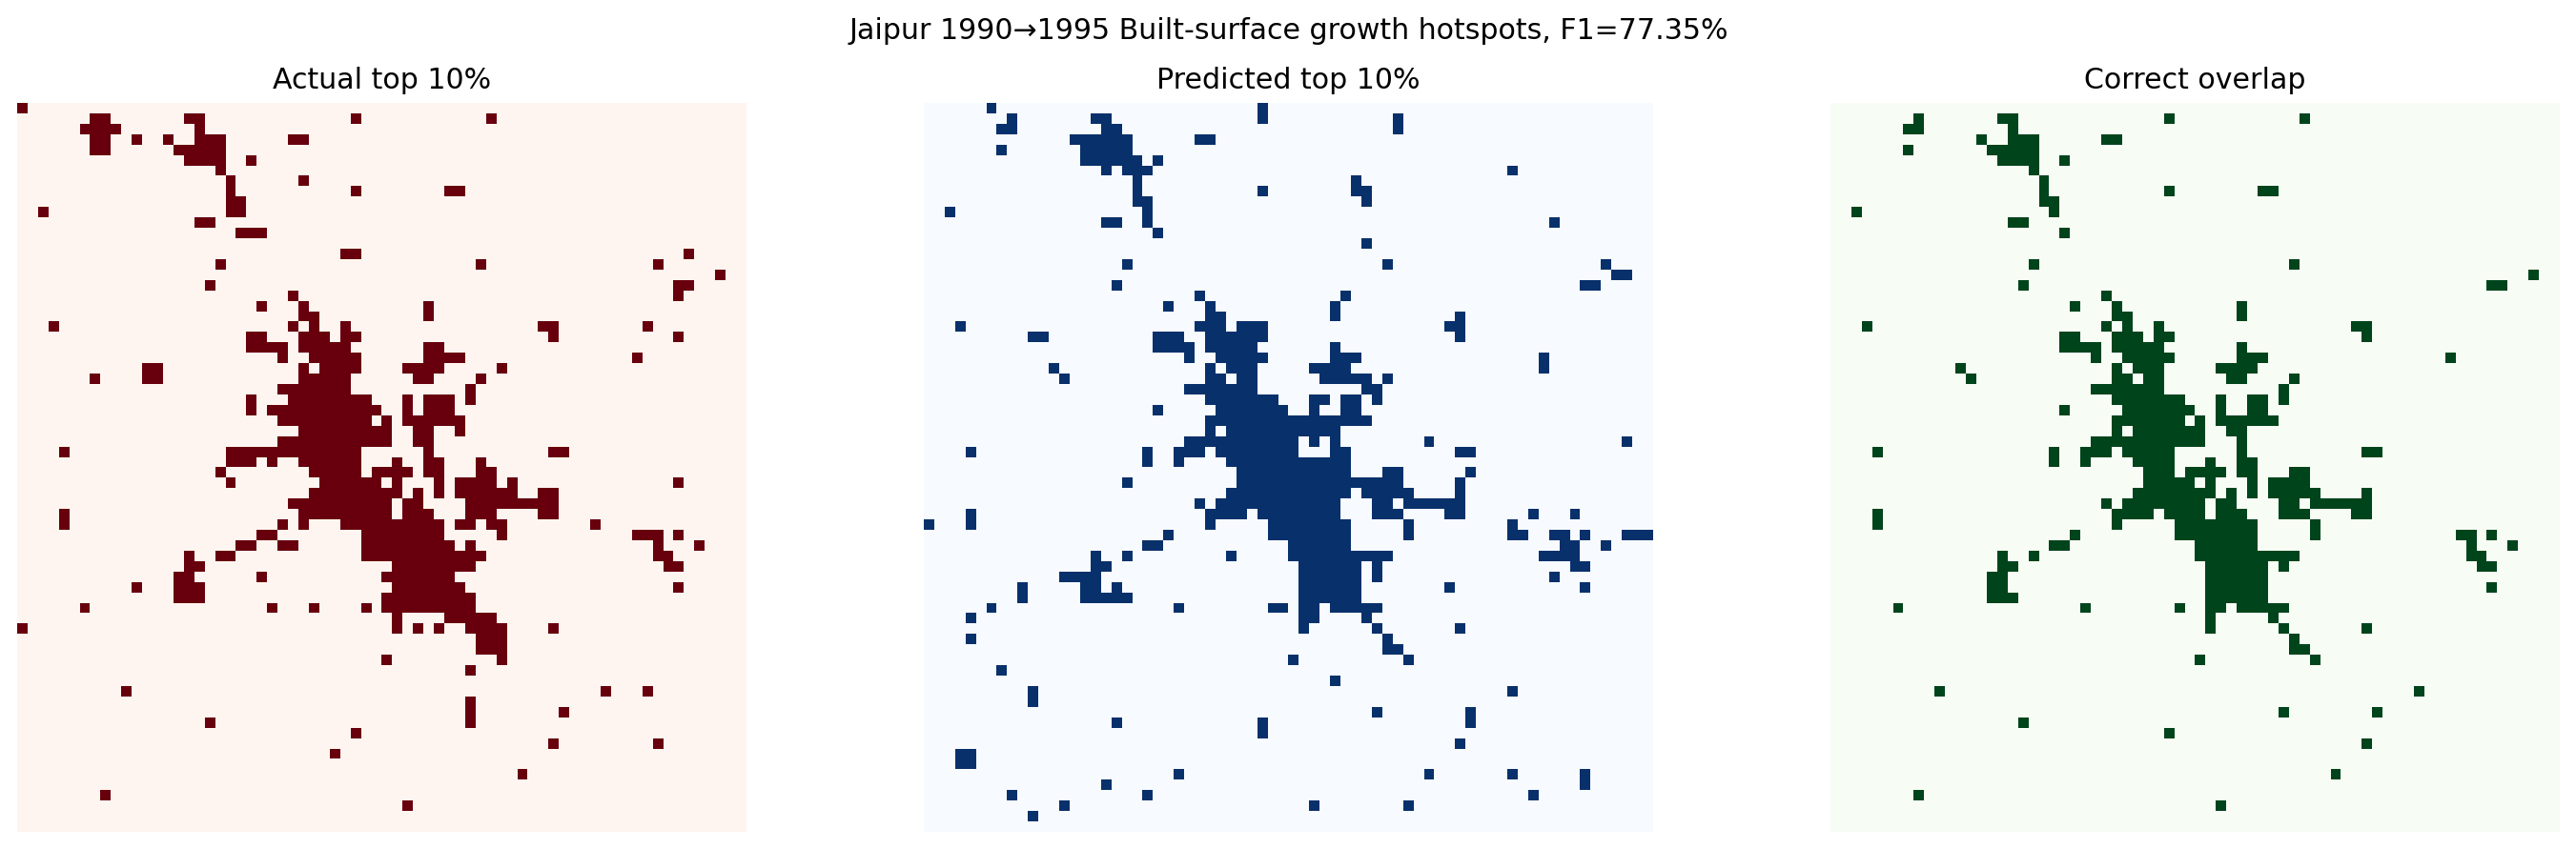 Jaipur 1990→1995 Built-surface growth hotspots, F1=77.35%
Actual top 10%
Predicted top 10%
Correct overlap